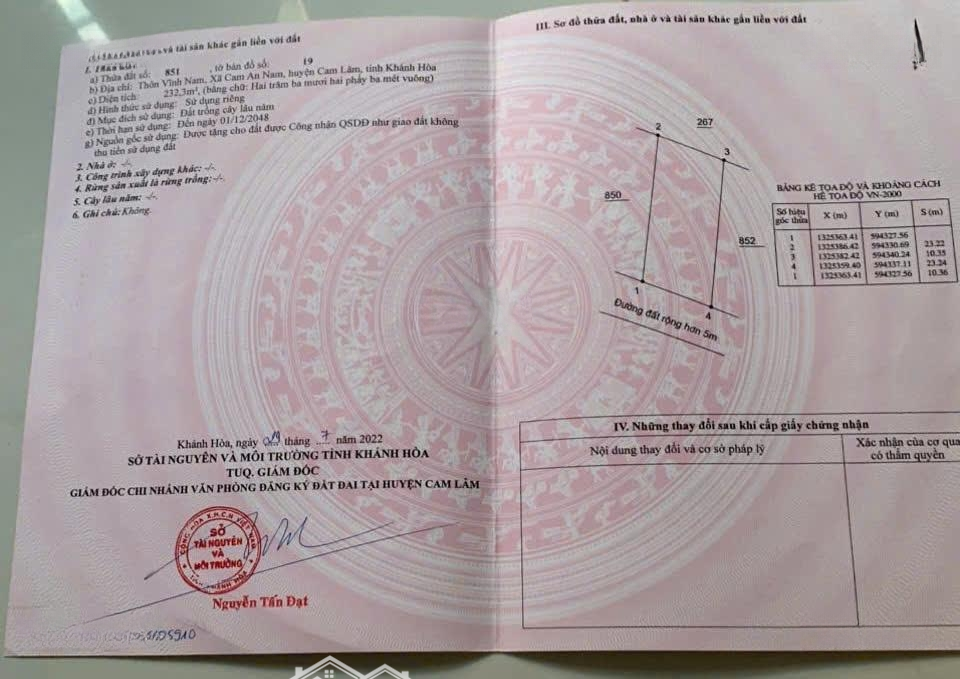 và tài sản khác gắn liền với đất
a) Thửa đất số: 851 , tờ bản đồ số: 19
b) Địa chỉ: Thôn Vĩnh Nam, Xã Cam An Nam, huyện Cam Lâm, tỉnh Khánh Hòa
c) Diện tích: 232,3m², (bằng chữ: Hai trăm ba mươi hai phẩy ba mét vuông)
d) Hình thức sử dụng: Sử dụng riêng
đ) Mục đích sử dụng: Đất trồng cây lâu năm
e) Thời hạn sử dụng: Đến ngày 01/12/2048
g) Nguồn gốc sử dụng: Được tặng cho đất được Công nhận QSDĐ như giao đất không
thu tiền sử dụng đất
2. Nhà ở: -/-.
3. Công trình xây dựng khác: -/-.
4. Rừng sản xuất là rừng trồng: -/-.
5. Cây lâu năm: -/-.
6. Ghi chú: Không.
Khánh Hòa, ngày tháng 7 năm 2022
SỞ TÀI NGUYÊN VÀ MÔI TRƯỜNG TỈNH KHÁNH HÒA
TUQ. GIÁM ĐỐC
GIÁM ĐỐC CHI NHÁNH VĂN PHÒNG ĐĂNG KÝ ĐẤT ĐAI TẠI HUYỆN CAM LÂM
CỘNG HÒA X.H.C.N VIỆT NAM
SỞ
TÀI NGUYÊN
VÀ
MÔI TRƯỜNG
TỈNH KHÁNH HÒA
Nguyễn Tấn Đạt
III. Sơ đồ thửa đất, nhà ở và tài sản khác gắn liền với đất
267
2
3
850
852
1
4
Đường đất rộng hơn 5m
BẢNG KÊ TỌA ĐỘ VÀ KHOẢNG CÁCH
HỆ TỌA ĐỘ VN-2000
Số hiệu góc thửa X (m) Y (m) S (m)
1 1325363.41 594327.56
23.22
2 1325386.42 594330.69
10.35
3 1325382.42 594340.24
23.24
4 1325359.40 594337.11
10.36
1 1325363.41 594327.56
IV. Những thay đổi sau khi cấp giấy chứng nhận
Nội dung thay đổi và cơ sở pháp lý
Xác nhận của cơ qua
có thẩm quyền